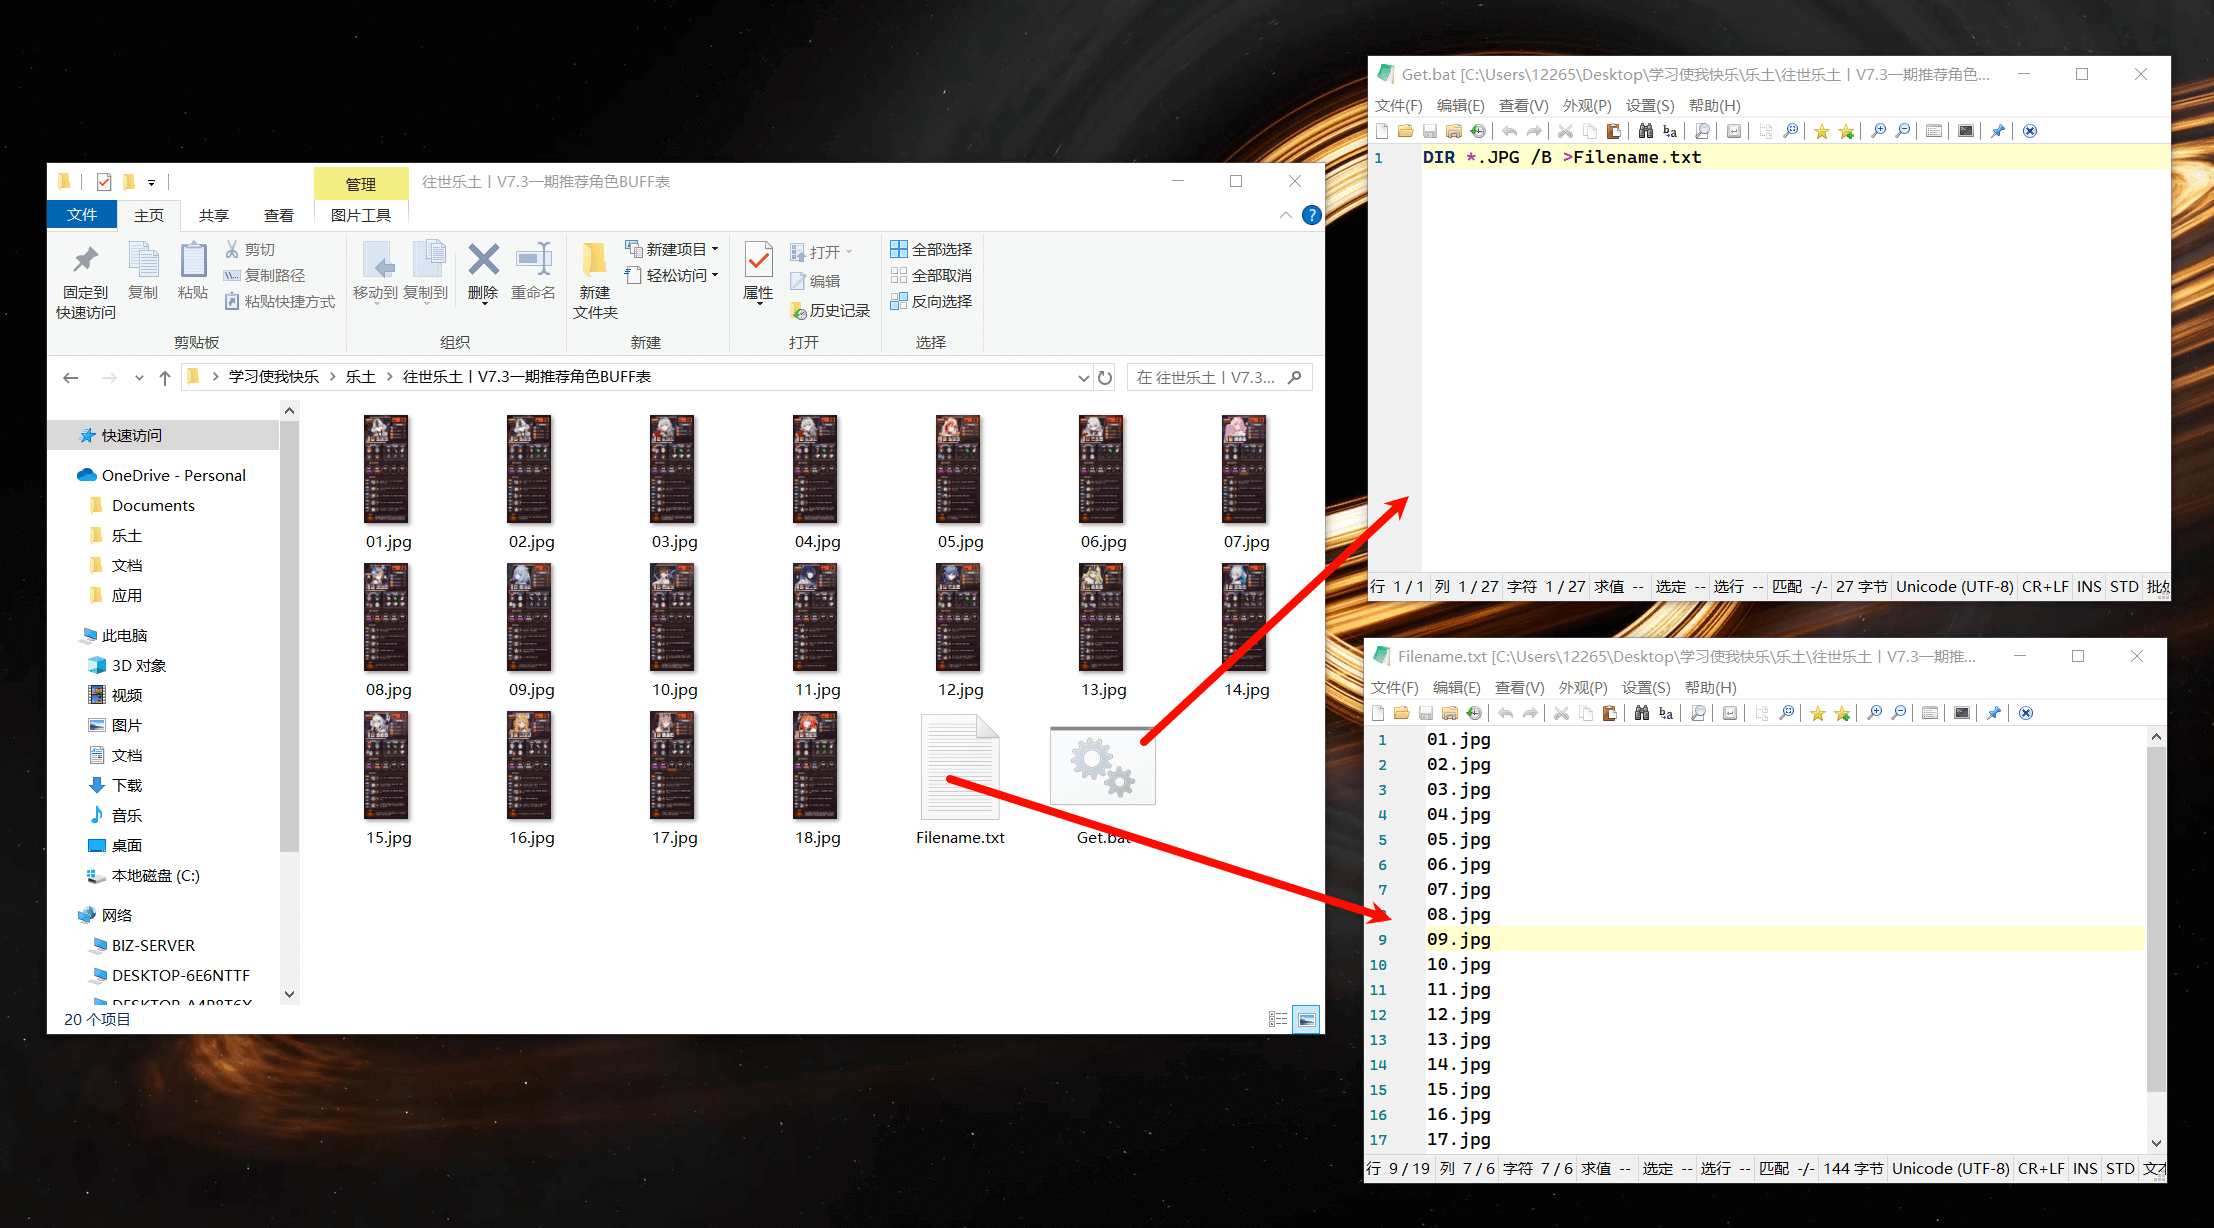 管理
往世乐土丨V7.3一期推荐角色BUFF表
文件
主页
共享
查看
图片工具
固定到
快速访问
复制
粘贴
剪切
复制路径
粘贴快捷方式
剪贴板
移动到
复制到
删除
重命名
组织
新建
文件夹
新建项目
轻松访问
新建
属性
打开
编辑
历史记录
打开
全部选择
全部取消
反向选择
选择
学习使我快乐
乐土
往世乐土丨V7.3一期推荐角色BUFF表
在 往世乐土丨V7.3...
快速访问
OneDrive - Personal
Documents
乐土
文档
应用
此电脑
3D 对象
视频
图片
文档
下载
音乐
桌面
本地磁盘 (C:)
网络
BIZ-SERVER
DESKTOP-6E6NTTF
20 个项目
01.jpg
02.jpg
03.jpg
04.jpg
05.jpg
06.jpg
07.jpg
08.jpg
09.jpg
10.jpg
11.jpg
12.jpg
13.jpg
14.jpg
15.jpg
16.jpg
17.jpg
18.jpg
Filename.txt
Get.bat
Get.bat [C:\Users\12265\Desktop\学习使我快乐\乐土\往世乐土丨V7.3一期推荐角色...
文件(F) 编辑(E) 查看(V) 外观(P) 设置(S) 帮助(H)
1 DIR *.JPG /B >Filename.txt
行 1 / 1 列 1 / 27 字符 1 / 27 求值 -- 选定 -- 选行 -- 匹配 -/- 27 字节 Unicode (UTF-8) CR+LF INS STD
Filename.txt [C:\Users\12265\Desktop\学习使我快乐\乐土\往世乐土丨V7.3一期推...
文件(F) 编辑(E) 查看(V) 外观(P) 设置(S) 帮助(H)
1 01.jpg
2 02.jpg
3 03.jpg
4 04.jpg
5 05.jpg
6 06.jpg
7 07.jpg
08.jpg
9 09.jpg
10 10.jpg
11 11.jpg
12 12.jpg
13 13.jpg
14 14.jpg
15 15.jpg
16 16.jpg
17 17.jpg
行 9 / 19 列 7 / 6 字符 7 / 6 求值 -- 选定 -- 选行 -- 匹配 -/- 144 字节 Unicode (UTF-8) CR+LF INS STD